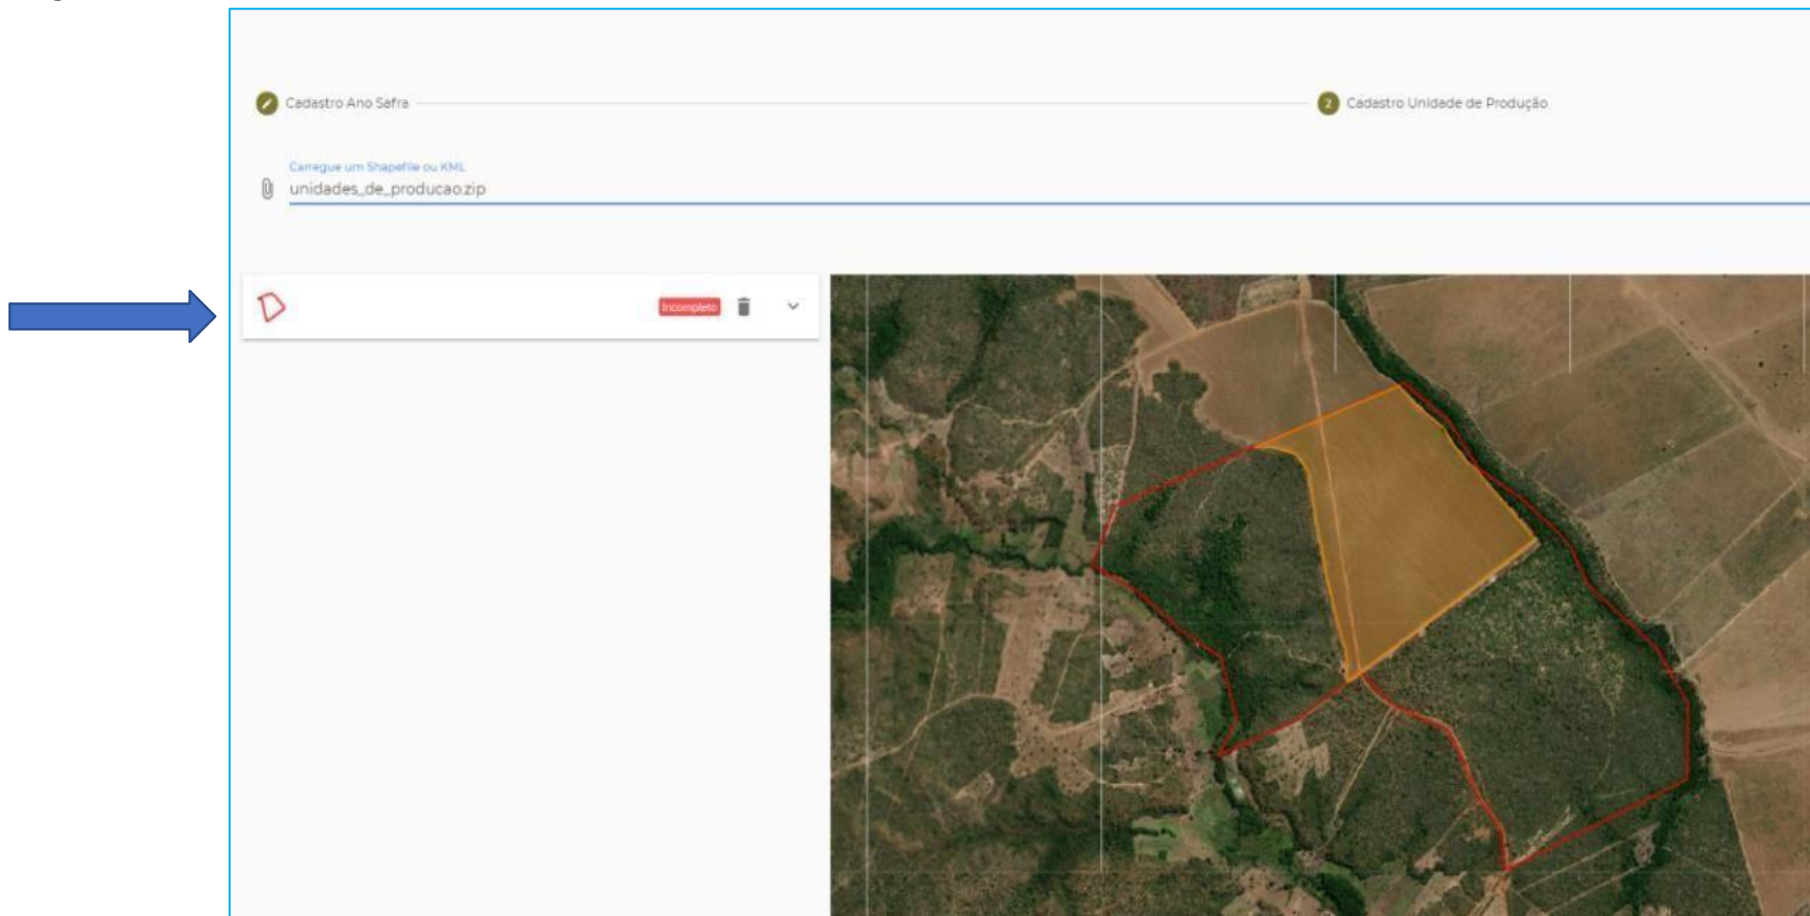 Cadastro Ano Safra
2 Cadastro Unidade de Produção
Carregue um Shapefile ou KML
unidades_de_producao.zip
Incompleto